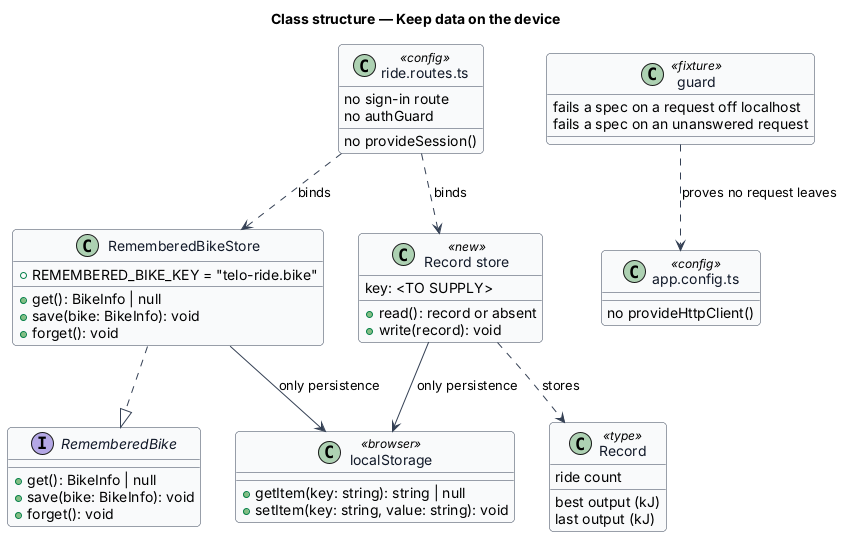 Class structure — Keep data on the device
C
«config»
ride.routes.ts
no sign-in route
no authGuard
no provideSession()
C
«fixture»
guard
fails a spec on a request off localhost
fails a spec on an unanswered request
binds
binds
proves no request leaves
C
RememberedBikeStore
REMEMBERED_BIKE_KEY = "telo-ride.bike"
get(): BikeInfo | null
save(bike: BikeInfo): void
forget(): void
C
«new»
Record store
key: <TO SUPPLY>
read(): record or absent
write(record): void
C
«config»
app.config.ts
no provideHttpClient()
only persistence
only persistence
stores
I
RememberedBike
get(): BikeInfo | null
save(bike: BikeInfo): void
forget(): void
C
«browser»
localStorage
getItem(key: string): string | null
setItem(key: string, value: string): void
C
«type»
Record
ride count
best output (kJ)
last output (kJ)